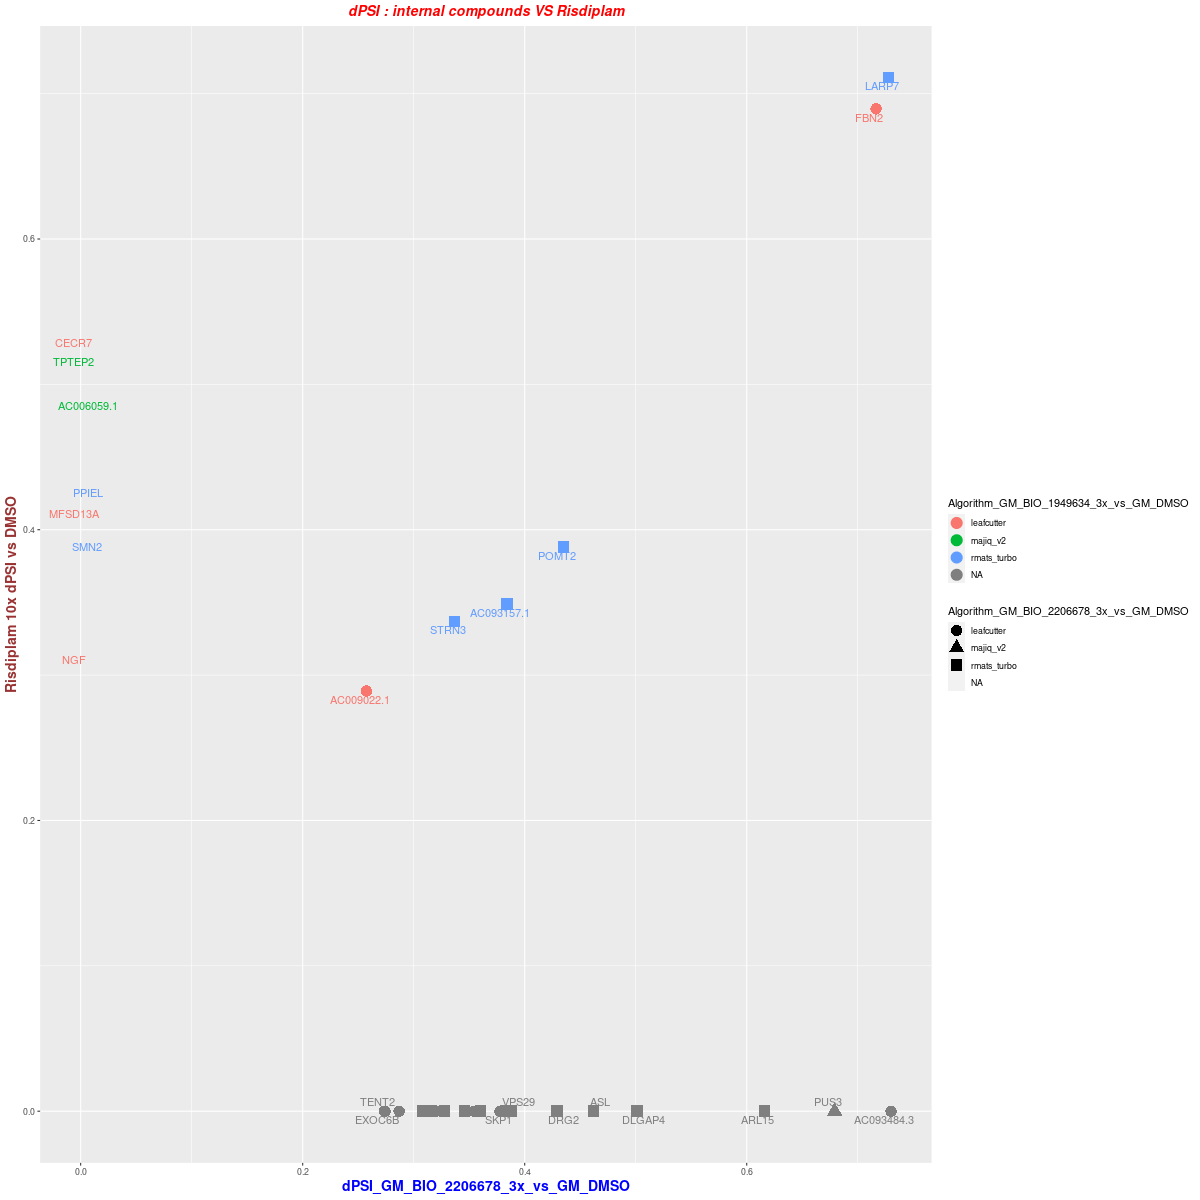 dPSI : internal compounds VS Risdiplam
LARP7
FBN2
0.6
CECR7
TPTEP2
AC006059.1
PPIEL
MFSD13A
0.4
SMN2
POMT2
AC093157.1
STRN3
NGF
AC009022.1
Risdiplam 10x dPSI vs DMSO
0.2
0.0
TENT2
VPS29
ASL
PUS3
EXOC6B
SKP1
DRG2
DLGAP4
ARL15
AC093484.3
0.0
0.2
0.4
0.6
dPSI_GM_BIO_2206678_3x_vs_GM_DMSO
Algorithm_GM_BIO_1949634_3x_vs_GM_DMSO
leafcutter
majiq_v2
rmats_turbo
NA
Algorithm_GM_BIO_2206678_3x_vs_GM_DMSO
leafcutter
majiq_v2
rmats_turbo
NA